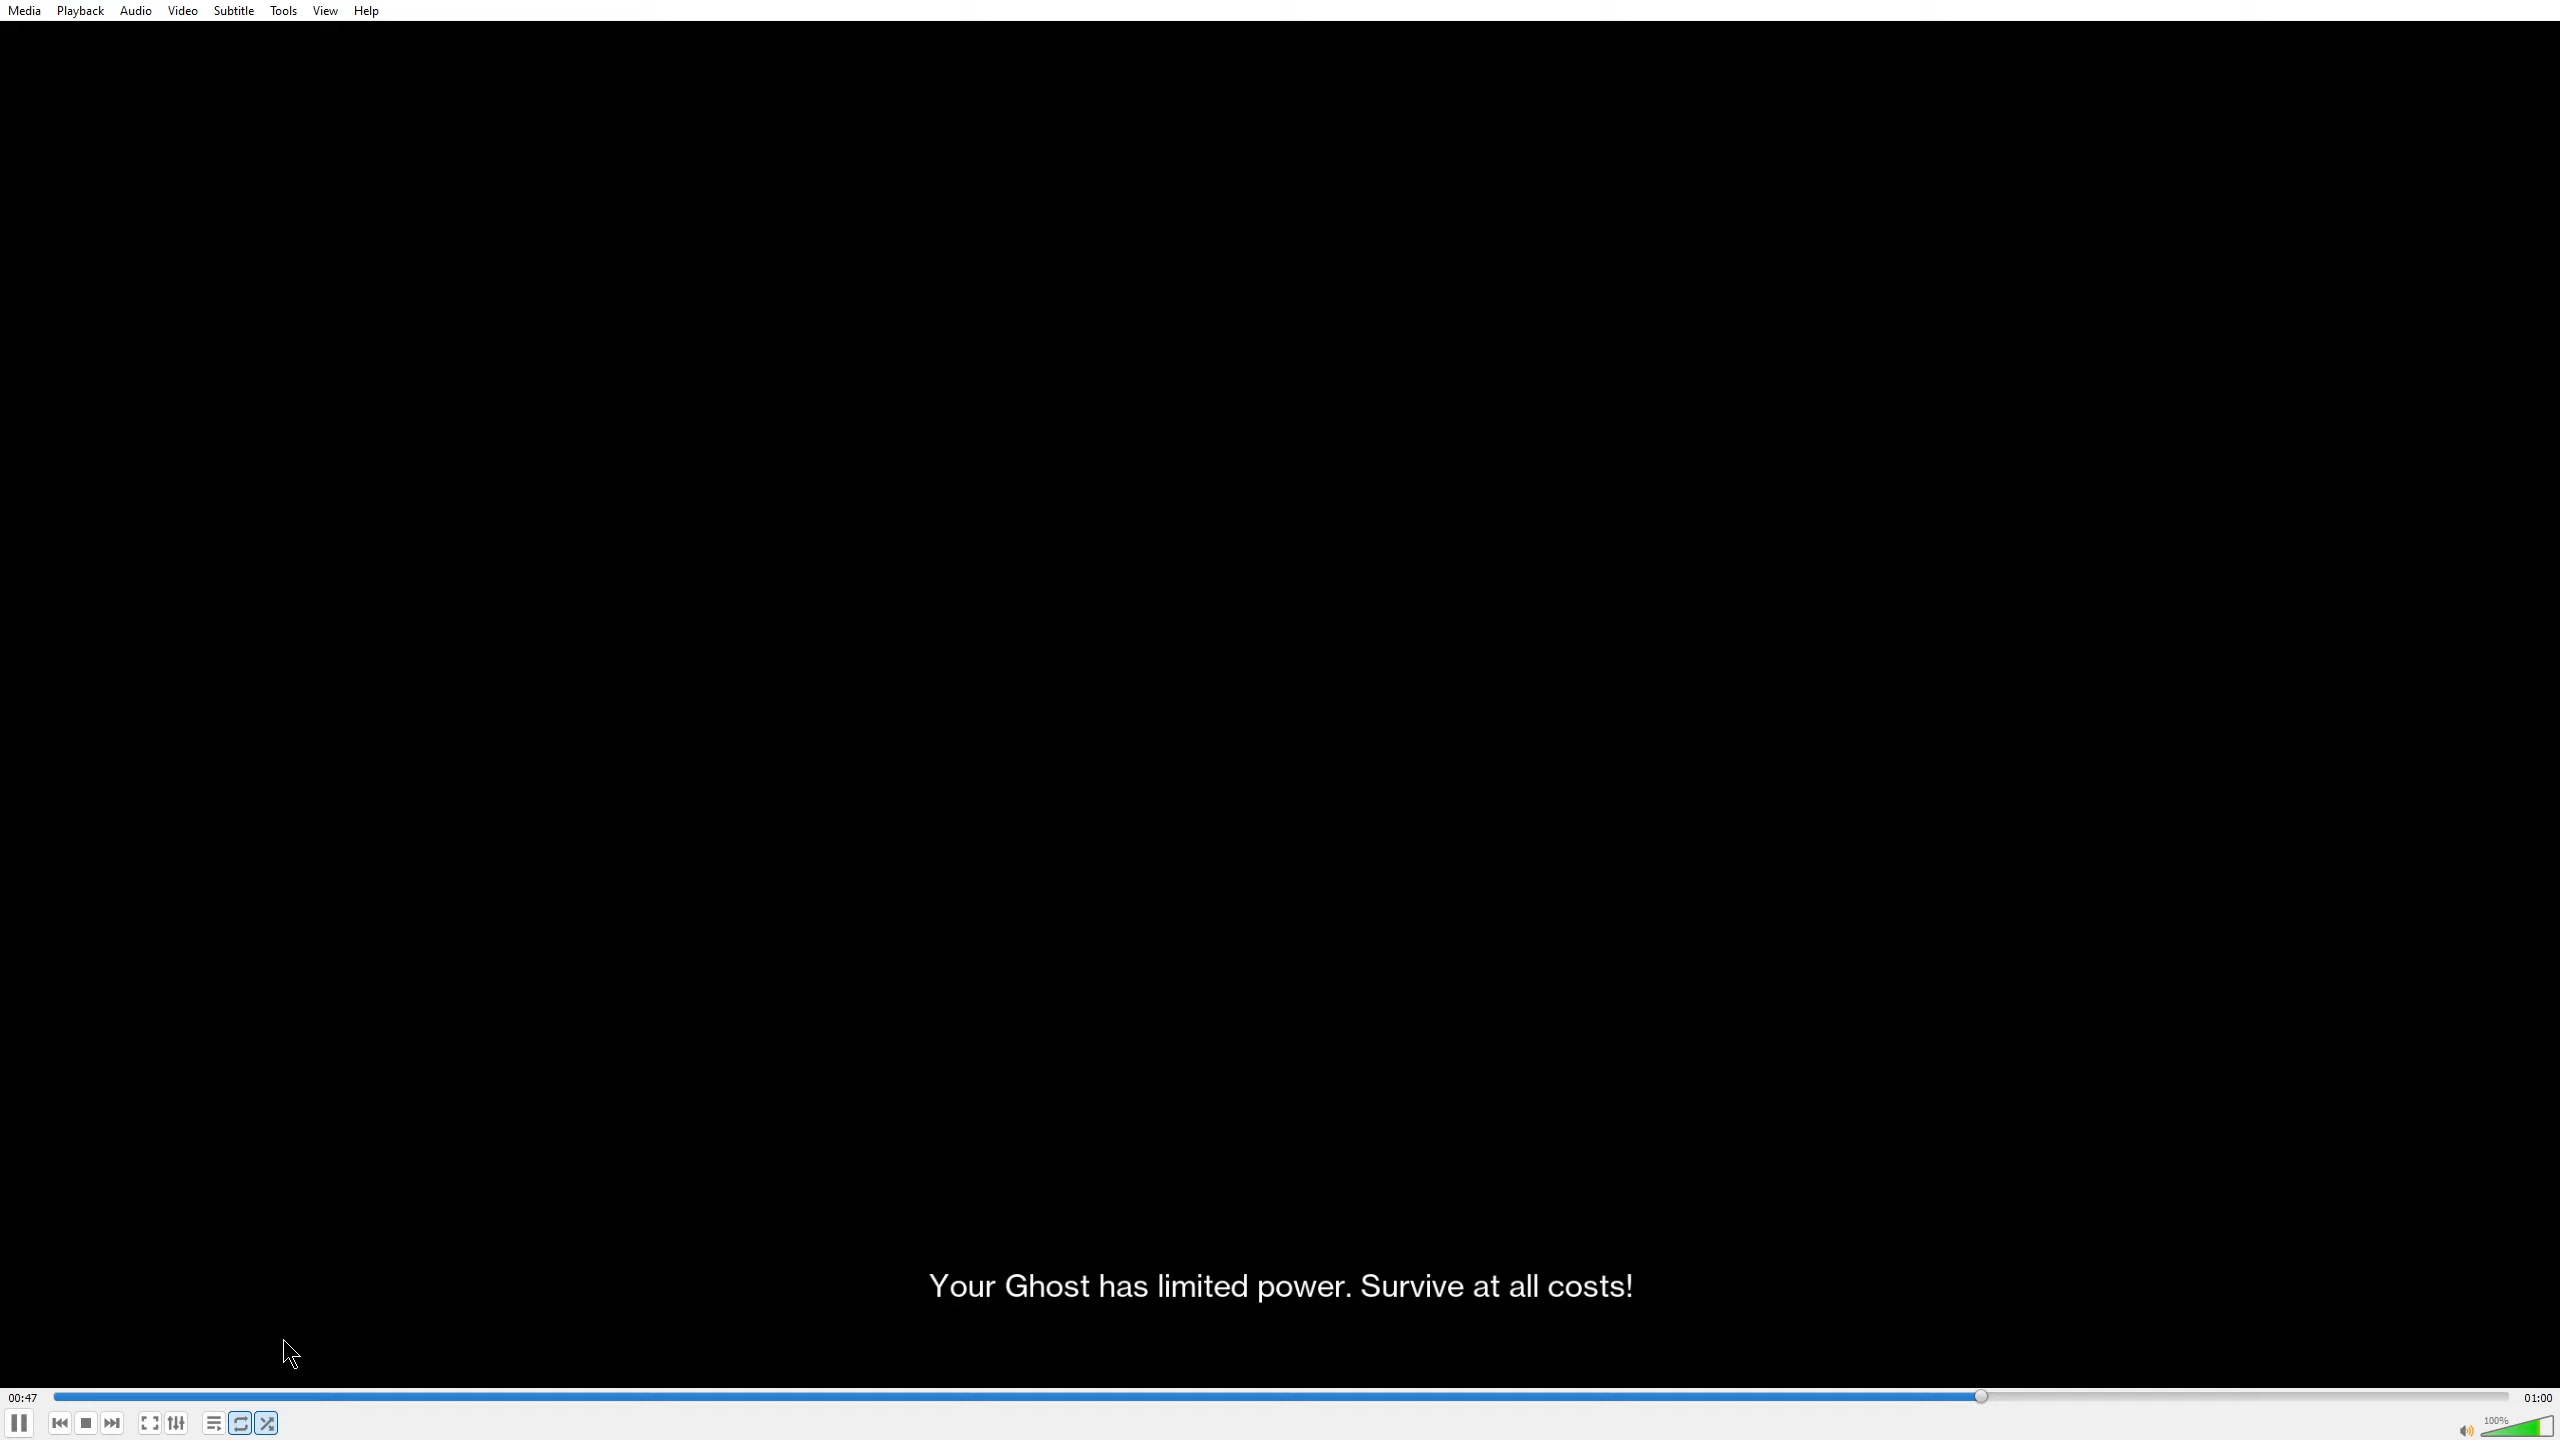 Media Playback Audio Video Subtitle Tools View Help
Your Ghost has limited power. Survive at all costs!
00:47 01:00
100%